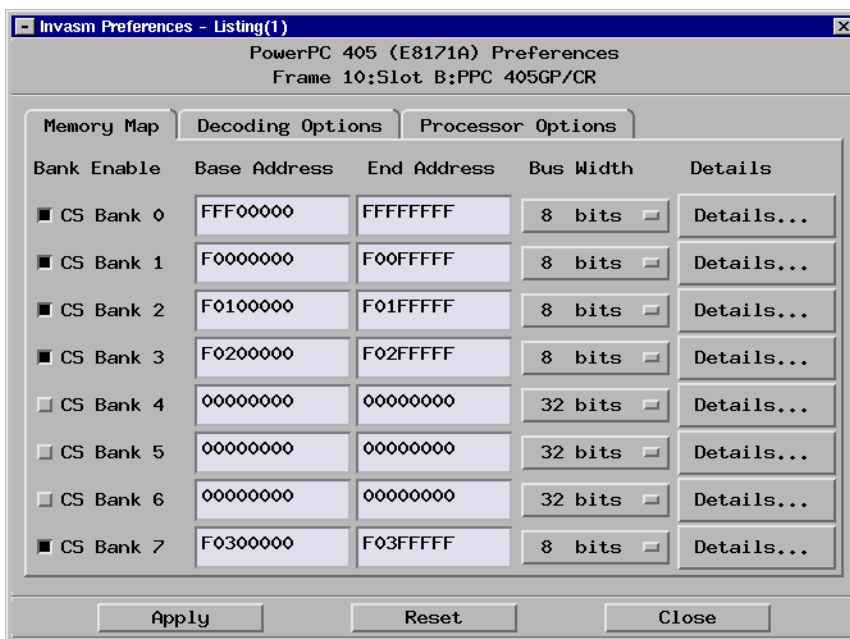 Invasm Preferences - Listing(1)
PowerPC 405 (E8171A) Preferences
Frame 10:Slot B:PPC 405GP/CR
Memory Map Decoding Options Processor Options
Bank Enable Base Address End Address Bus Width Details
CS Bank 0 FFF00000 FFFFFFFF 8 bits Details...
CS Bank 1 F0000000 F00FFFFF 8 bits Details...
CS Bank 2 F0100000 F01FFFFF 8 bits Details...
CS Bank 3 F0200000 F02FFFFF 8 bits Details...
CS Bank 4 00000000 00000000 32 bits Details...
CS Bank 5 00000000 00000000 32 bits Details...
CS Bank 6 00000000 00000000 32 bits Details...
CS Bank 7 F0300000 F03FFFFF 8 bits Details...
Apply Reset Close